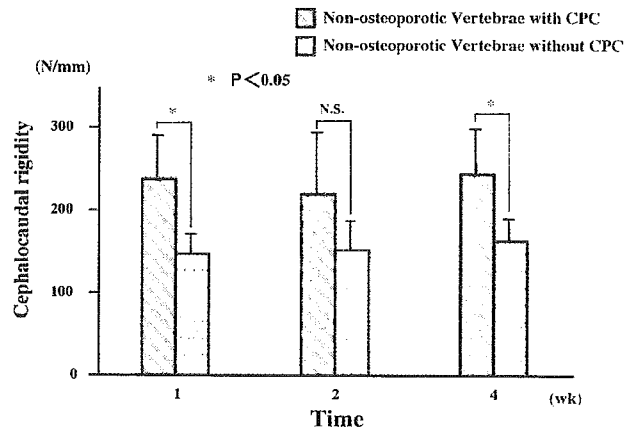 Non-osteoporotic Vertebrae with CPC
Non-osteoporotic Vertebrae without CPC
(N/mm)
* P<0.05
* N.S. *
300
200
100
0
Cephalocaudal rigidity
1 2 4 (wk)
Time